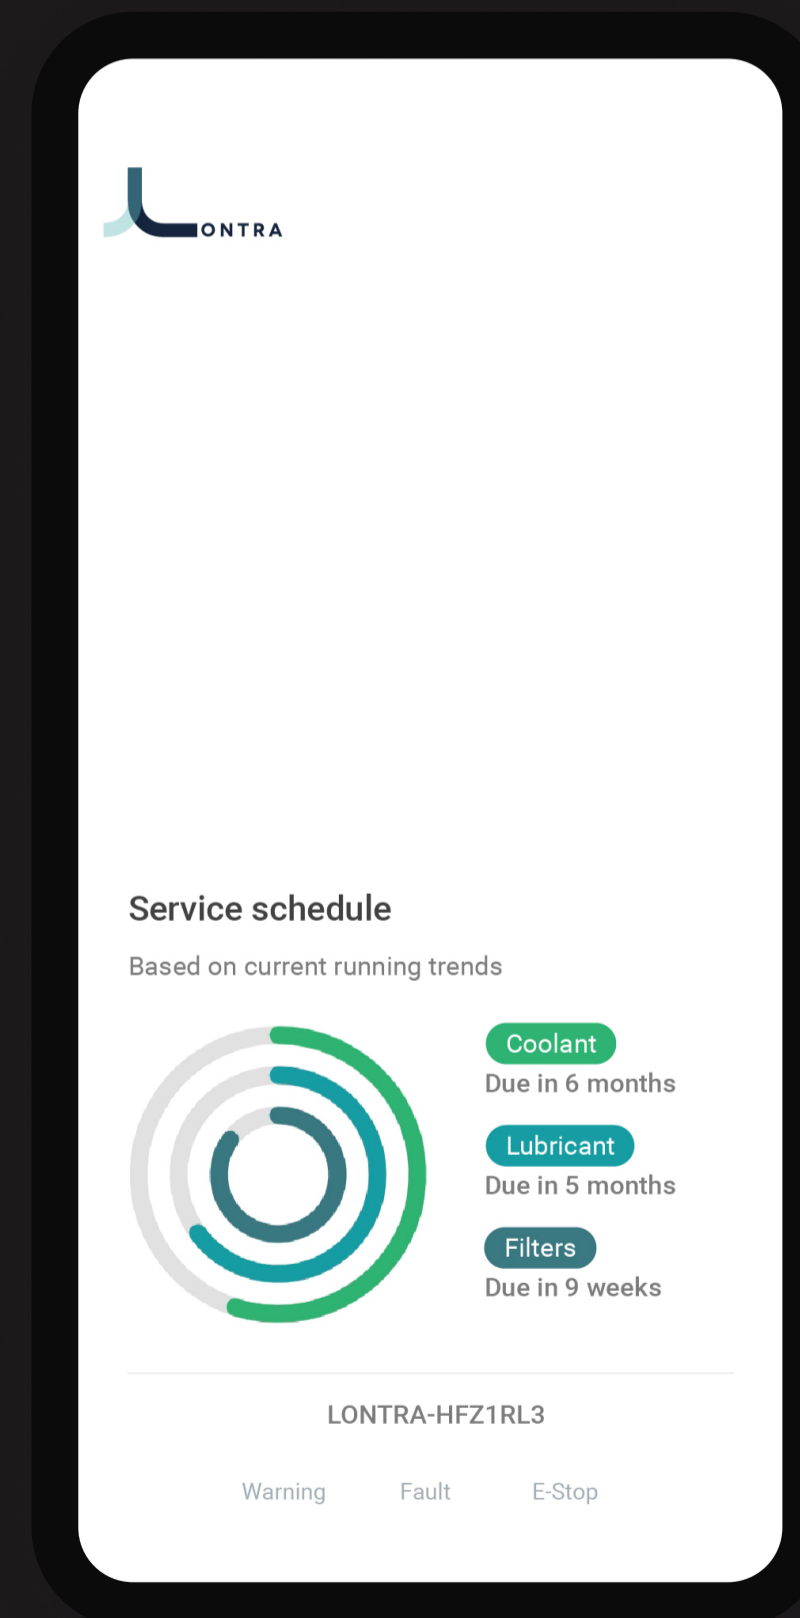 LONTRA
Service schedule
Based on current running trends
Coolant
Due in 6 months
Lubricant
Due in 5 months
Filters
Due in 9 weeks
LONTRA-HFZ1RL3
Warning Fault E-Stop